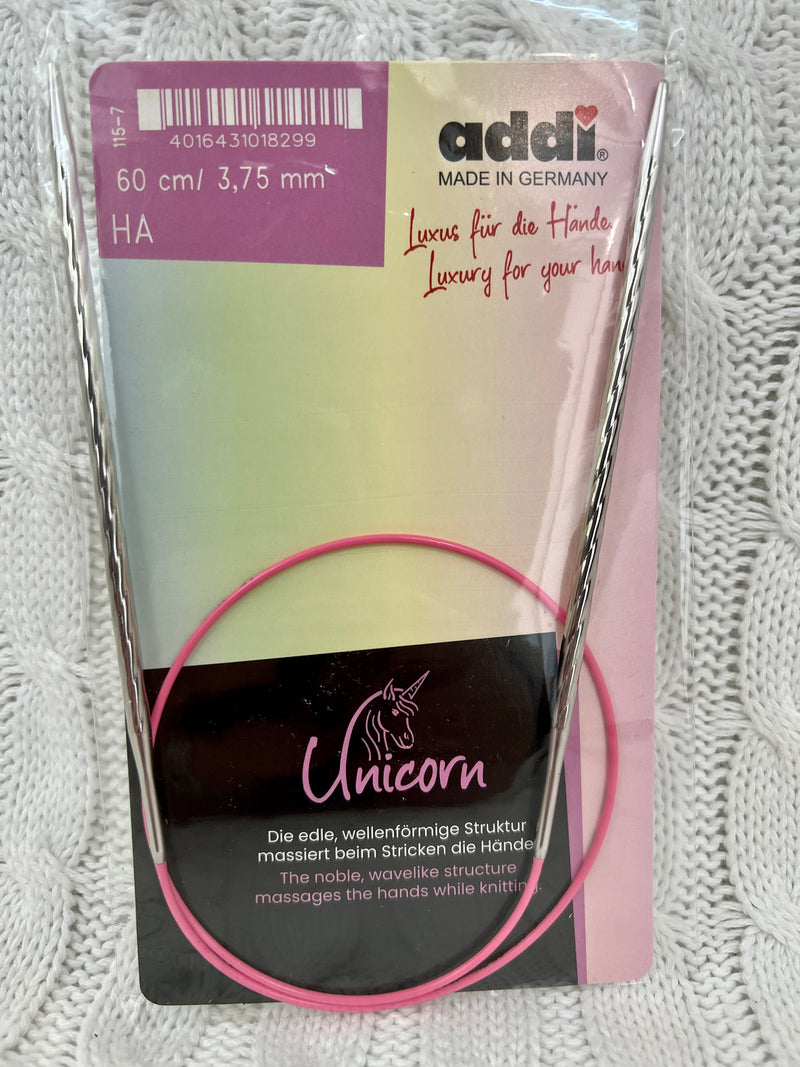 115-7
4016431018299
60 cm/ 3,75 mm
HA
addi®
MADE IN GERMANY
Luxus für die Hände
Luxury for your han
Unicorn
Die edle, wellenförmige Struktur
massiert beim Stricken die Hände
The noble, wavelike structure
massages the hands while knitting.